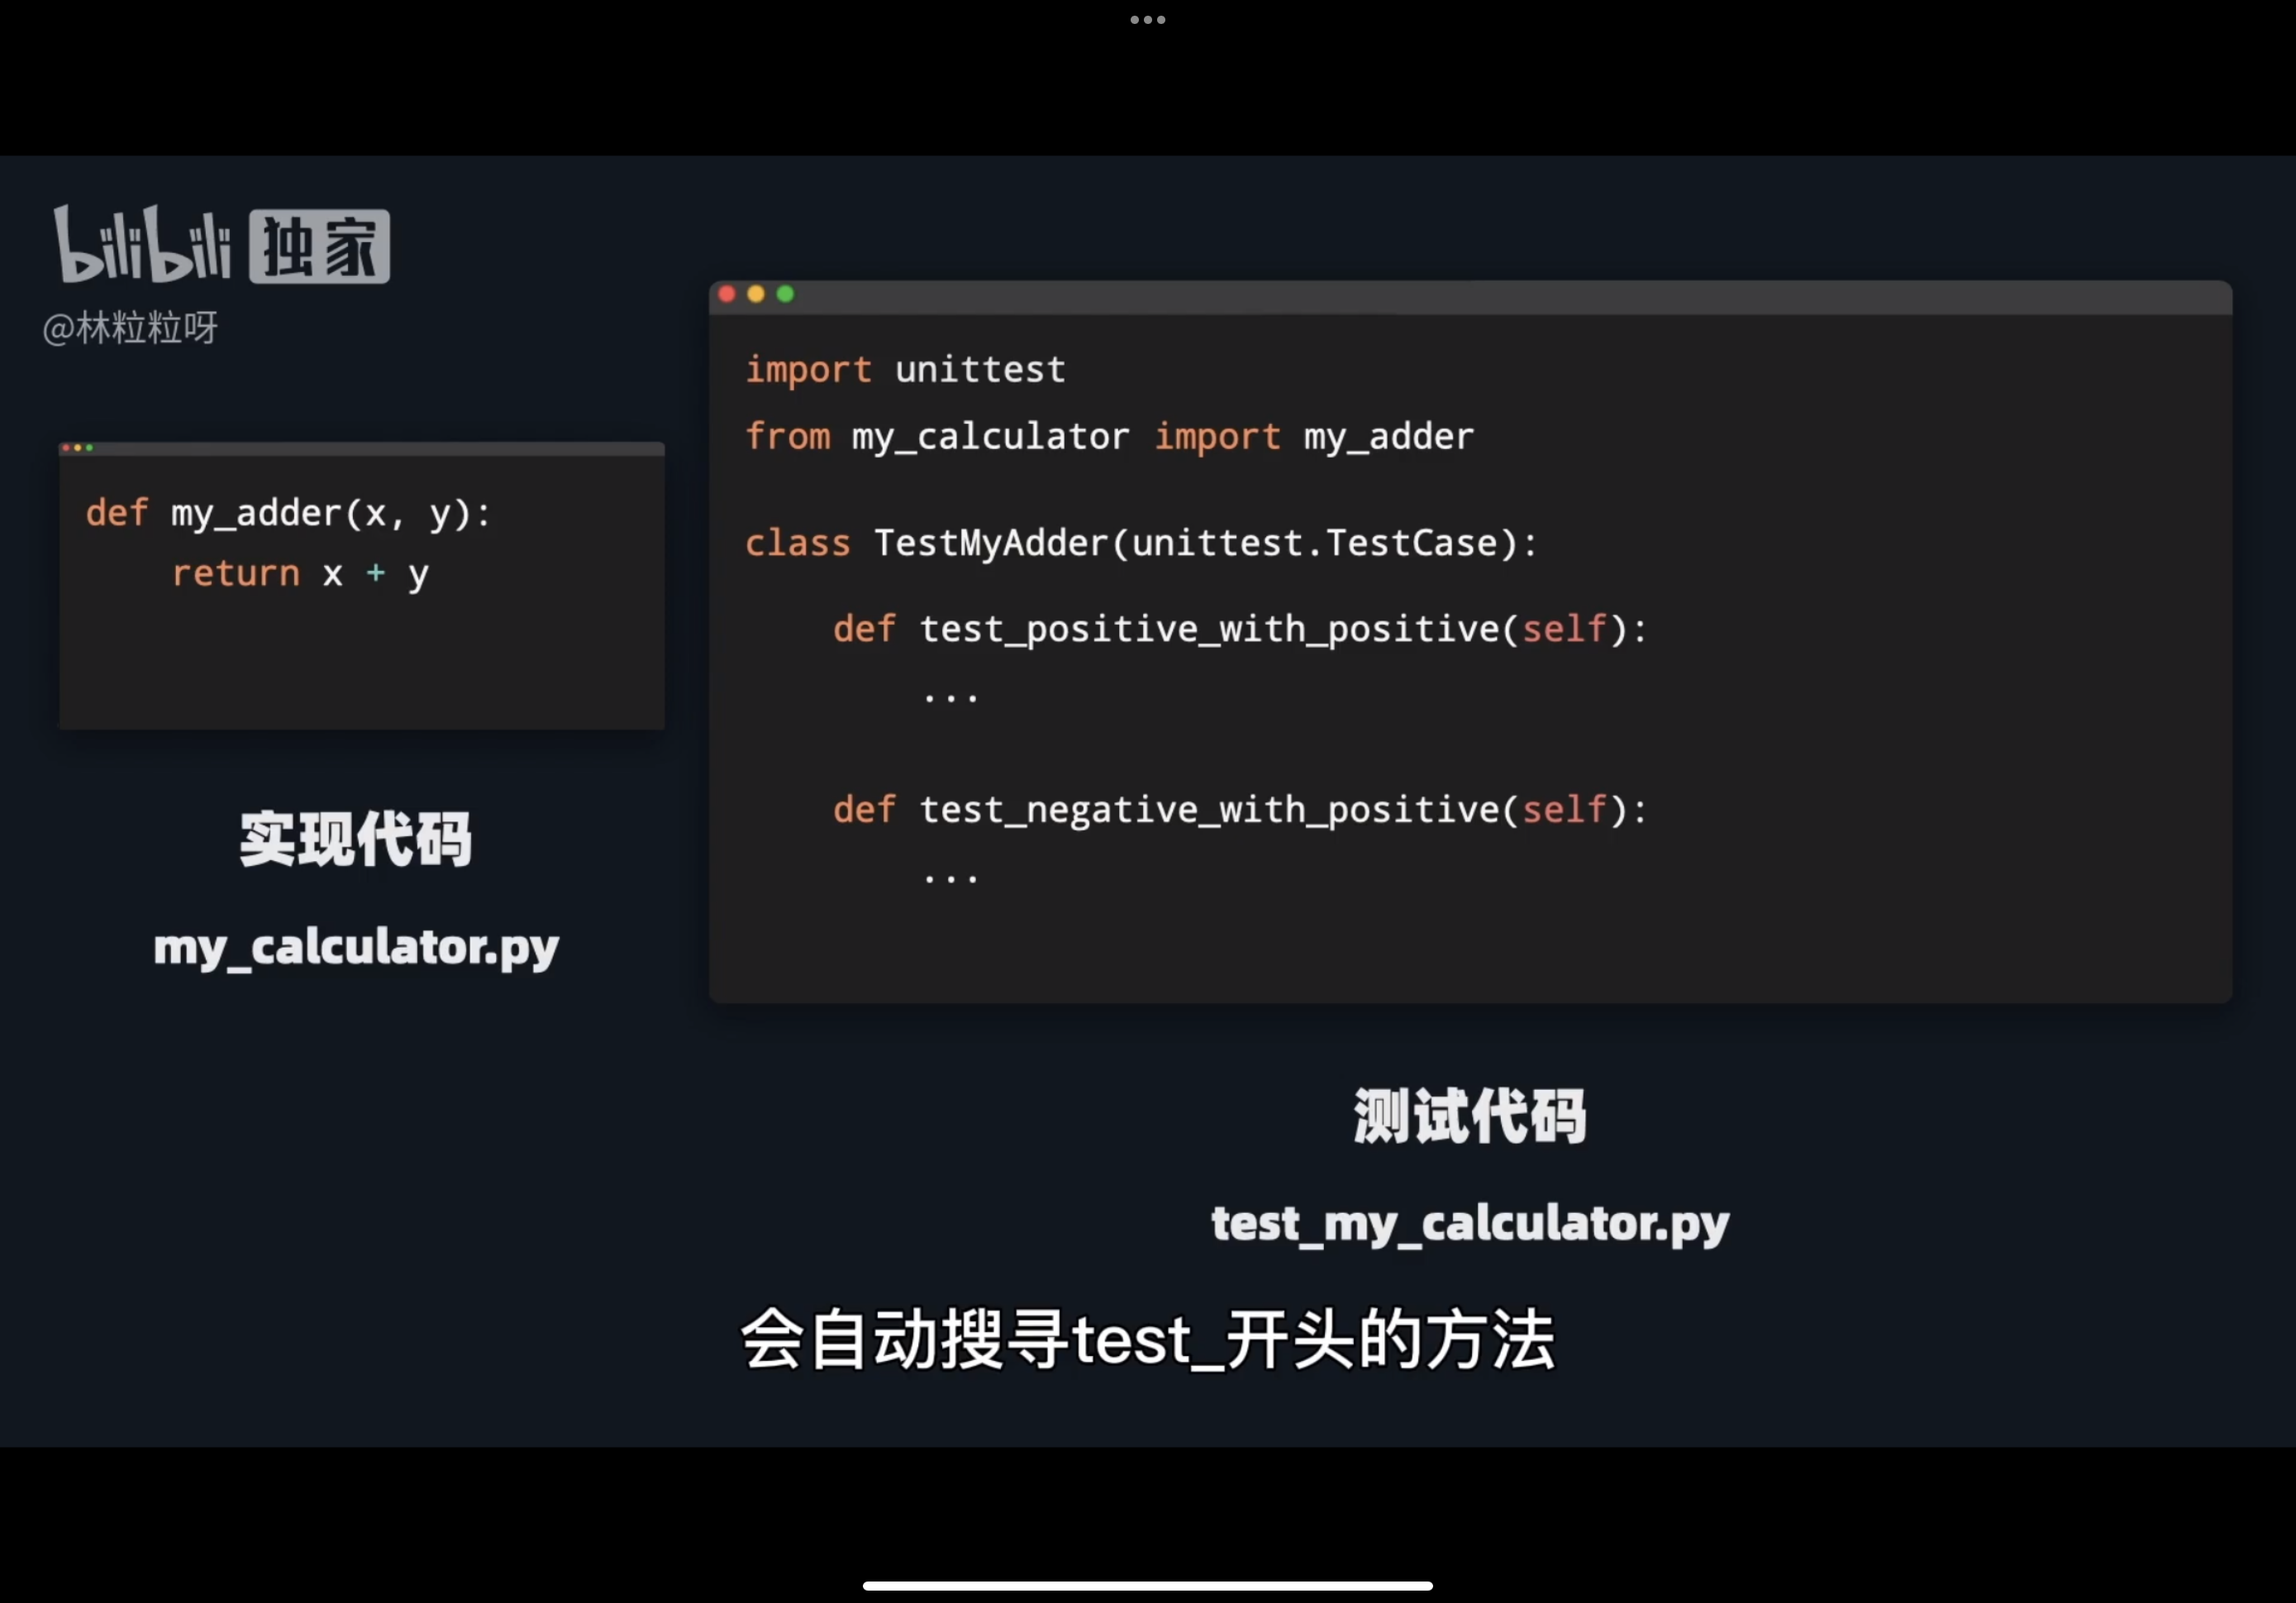 bilibili 独家
@林粒粒呀
def my_adder(x, y):
    return x + y
实现代码
my_calculator.py
import unittest
from my_calculator import my_adder
class TestMyAdder(unittest.TestCase):
    def test_positive_with_positive(self):
        ...
    def test_negative_with_positive(self):
        ...
测试代码
test_my_calculator.py
会自动搜寻test_开头的方法